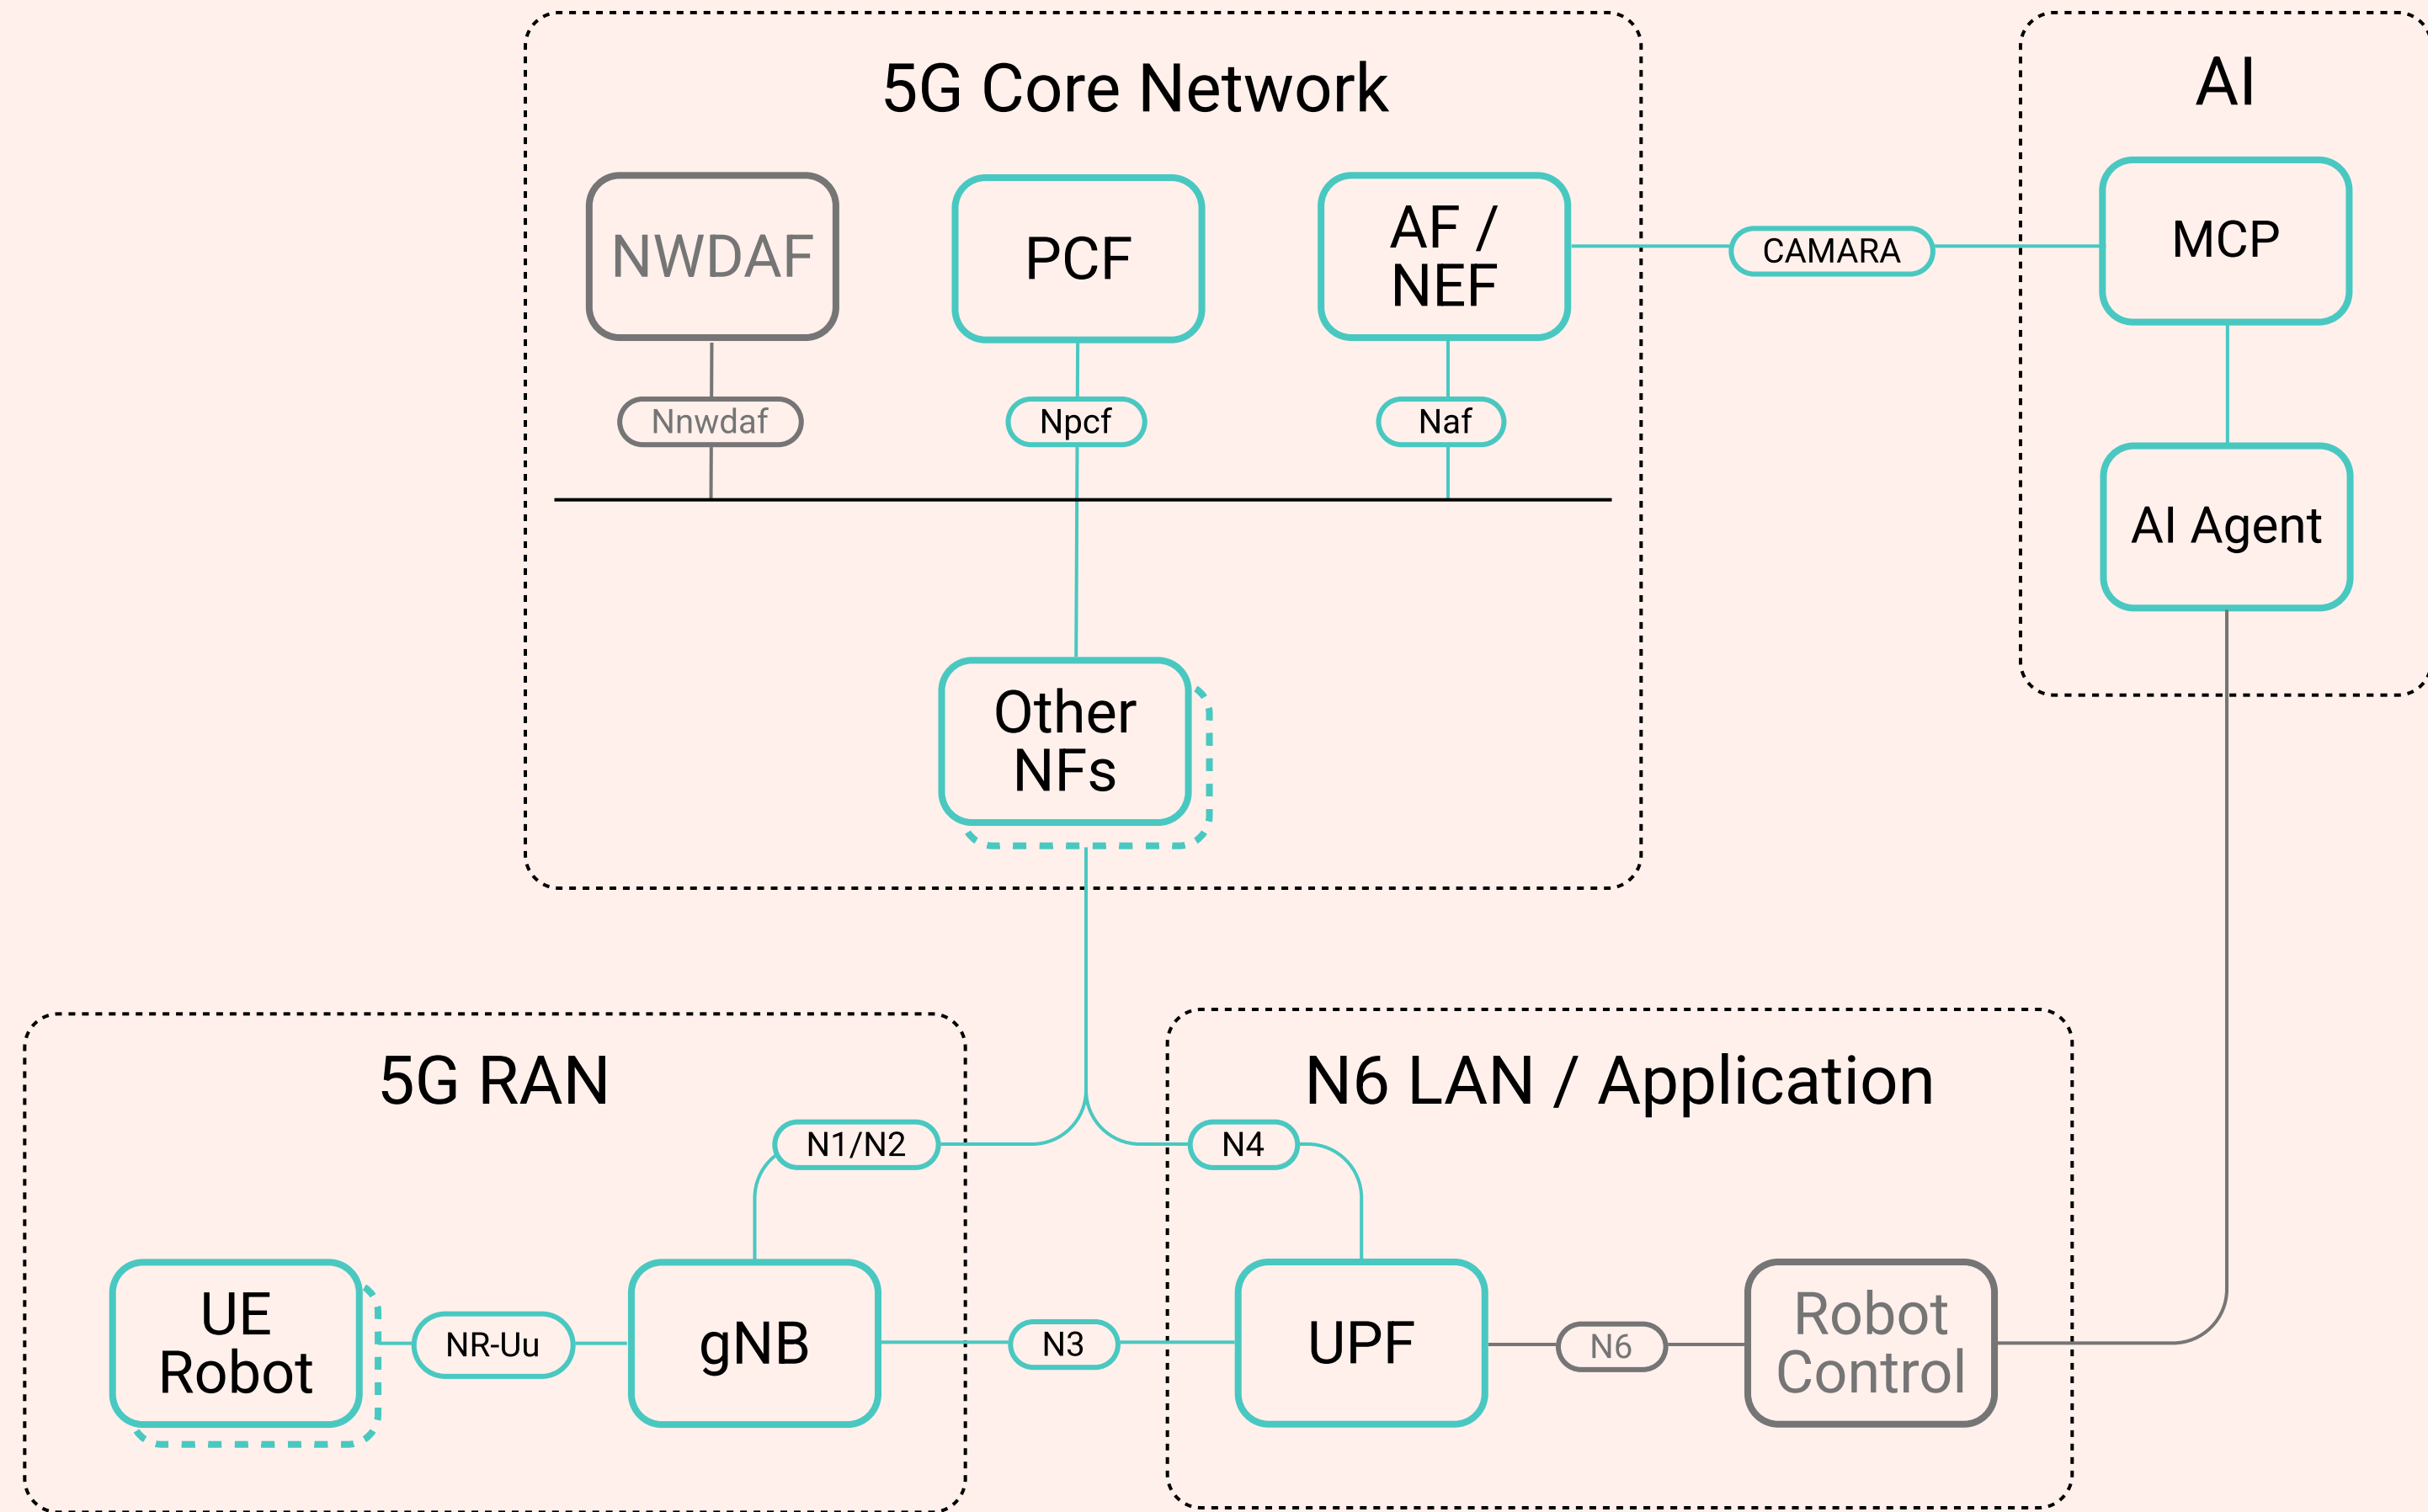 5G Core Network
AI
NWDAF
PCF
AF /
NEF
CAMARA
MCP
Nnwdaf
Npcf
Naf
AI Agent
Other
NFs
5G RAN
N6 LAN / Application
N1/N2
N4
UE
Robot
NR-Uu
gNB
N3
UPF
N6
Robot
Control